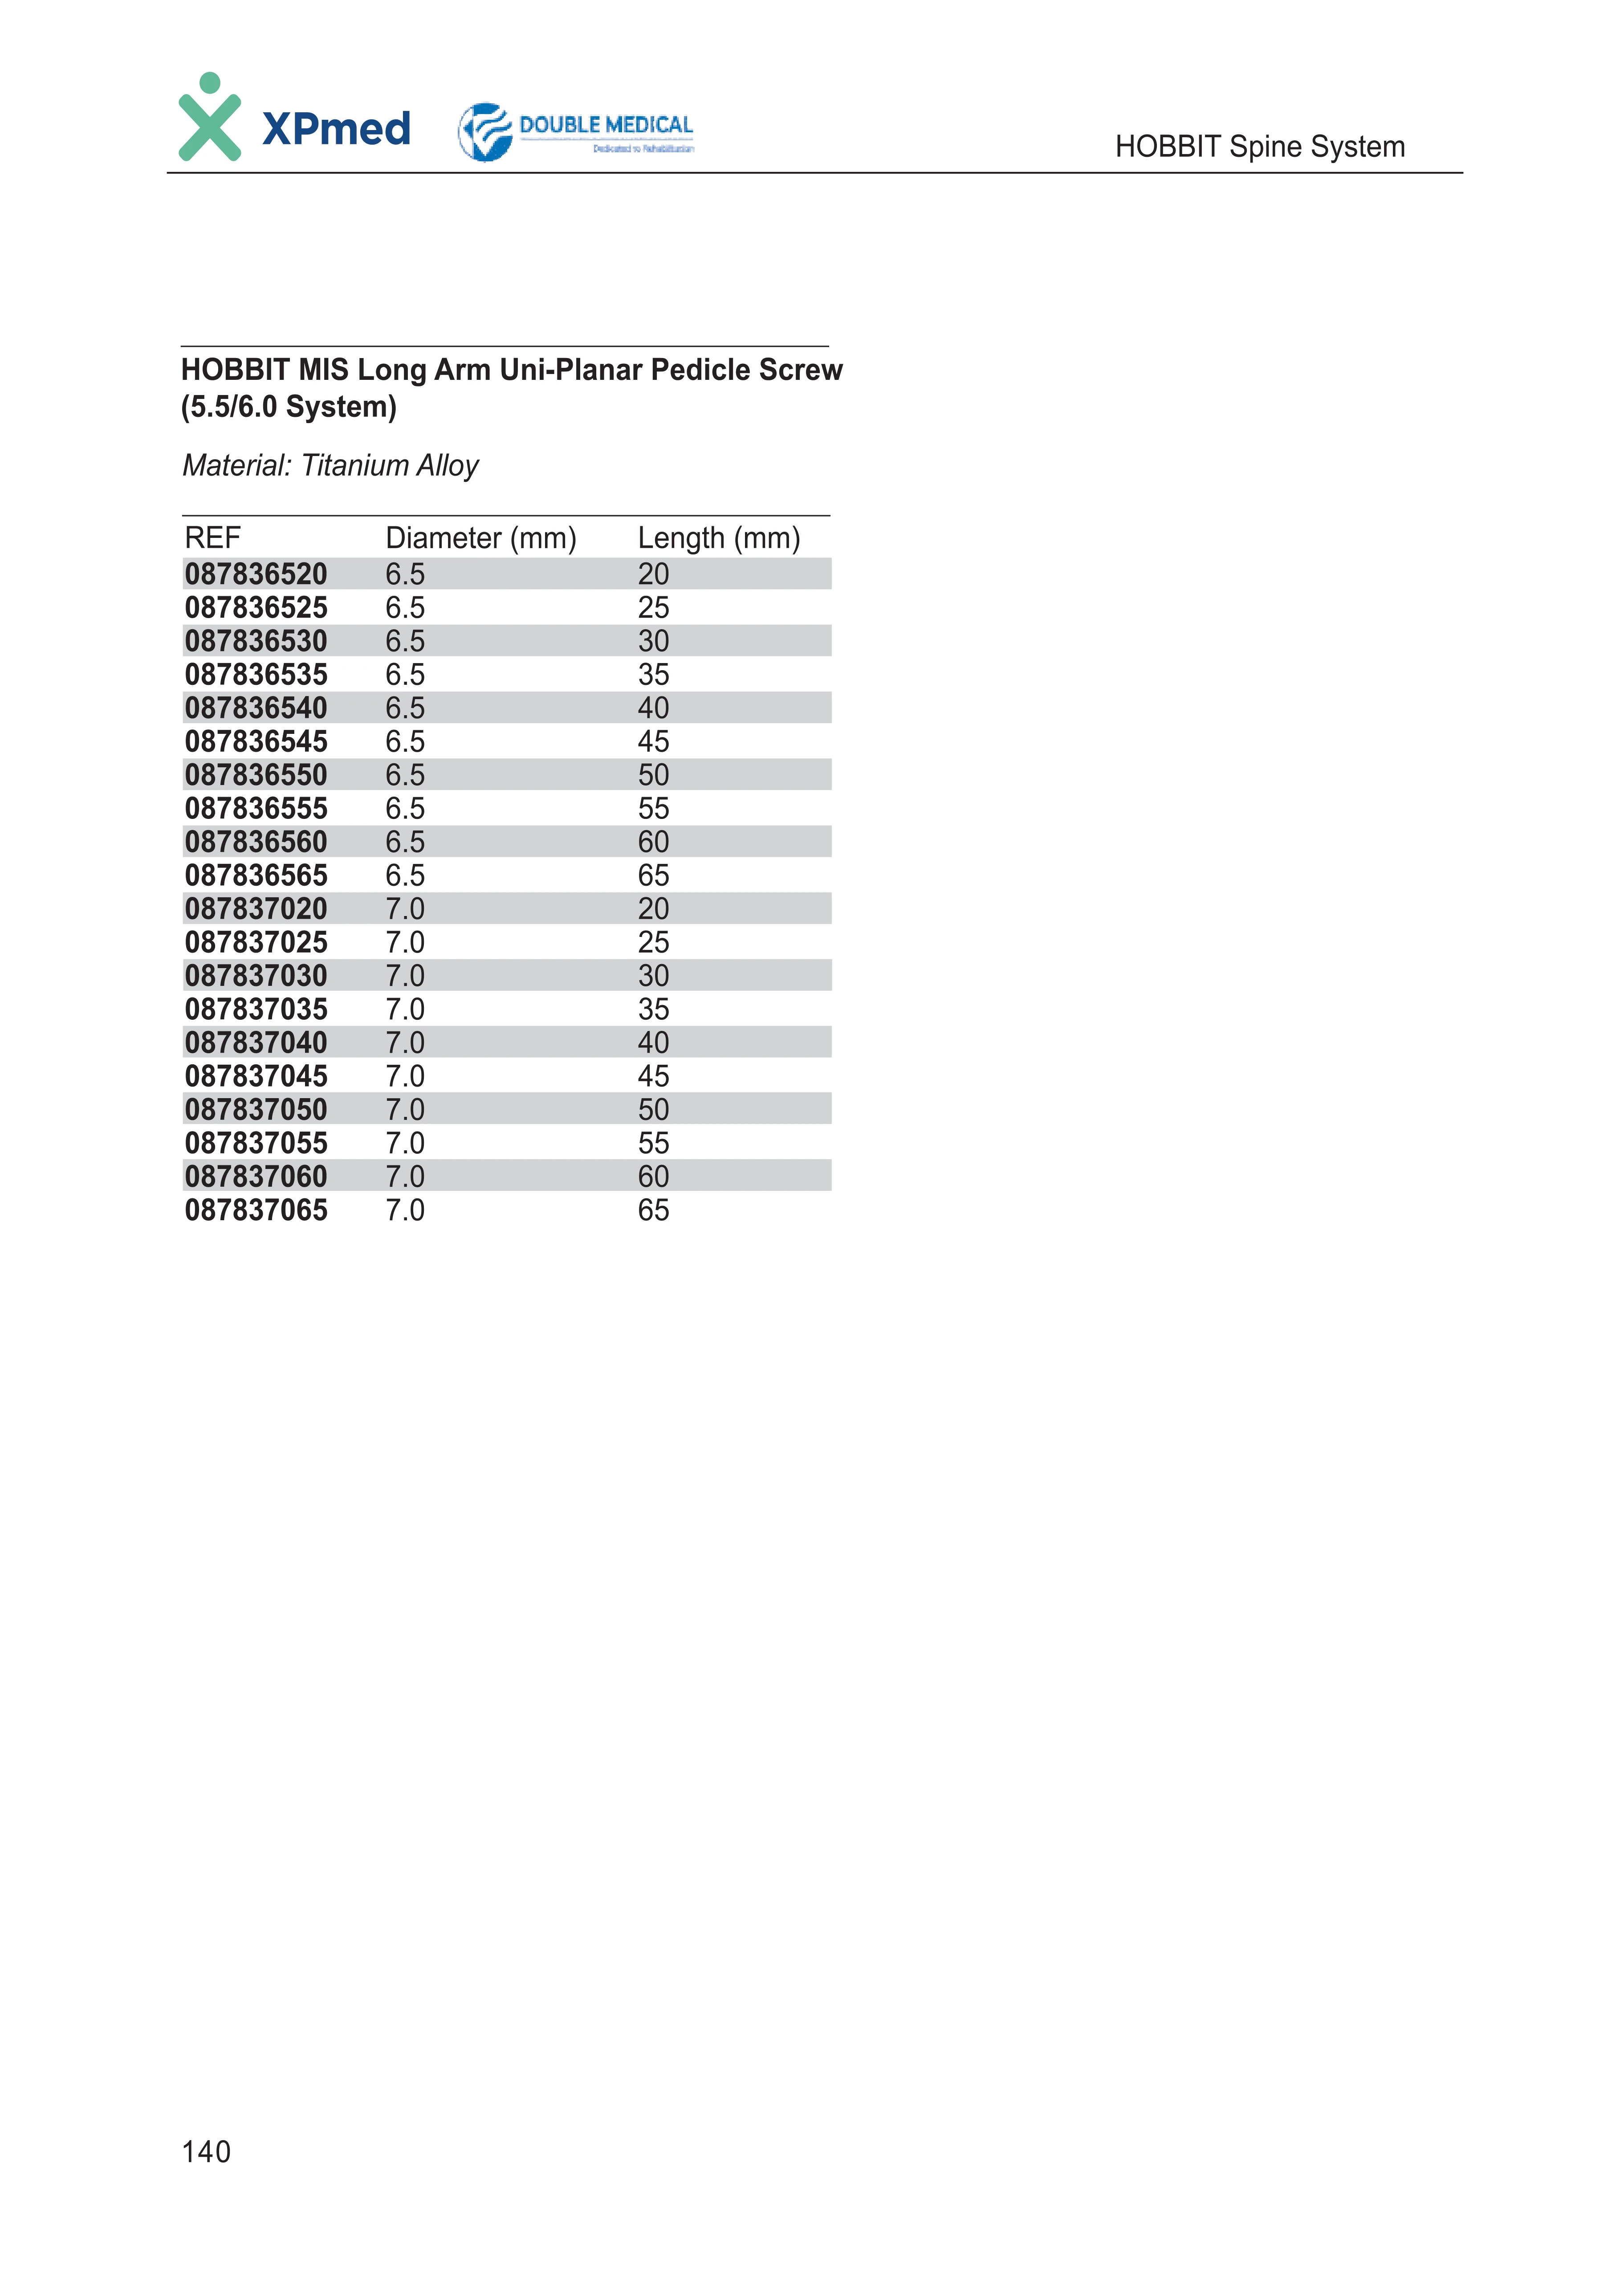 XPmed
DOUBLE MEDICAL
Dedicated to Rehabilitation
HOBBIT Spine System
HOBBIT MIS Long Arm Uni-Planar Pedicle Screw
(5.5/6.0 System)
Material: Titanium Alloy
REF Diameter (mm) Length (mm)
087836520 6.5 20
087836525 6.5 25
087836530 6.5 30
087836535 6.5 35
087836540 6.5 40
087836545 6.5 45
087836550 6.5 50
087836555 6.5 55
087836560 6.5 60
087836565 6.5 65
087837020 7.0 20
087837025 7.0 25
087837030 7.0 30
087837035 7.0 35
087837040 7.0 40
087837045 7.0 45
087837050 7.0 50
087837055 7.0 55
087837060 7.0 60
087837065 7.0 65
140